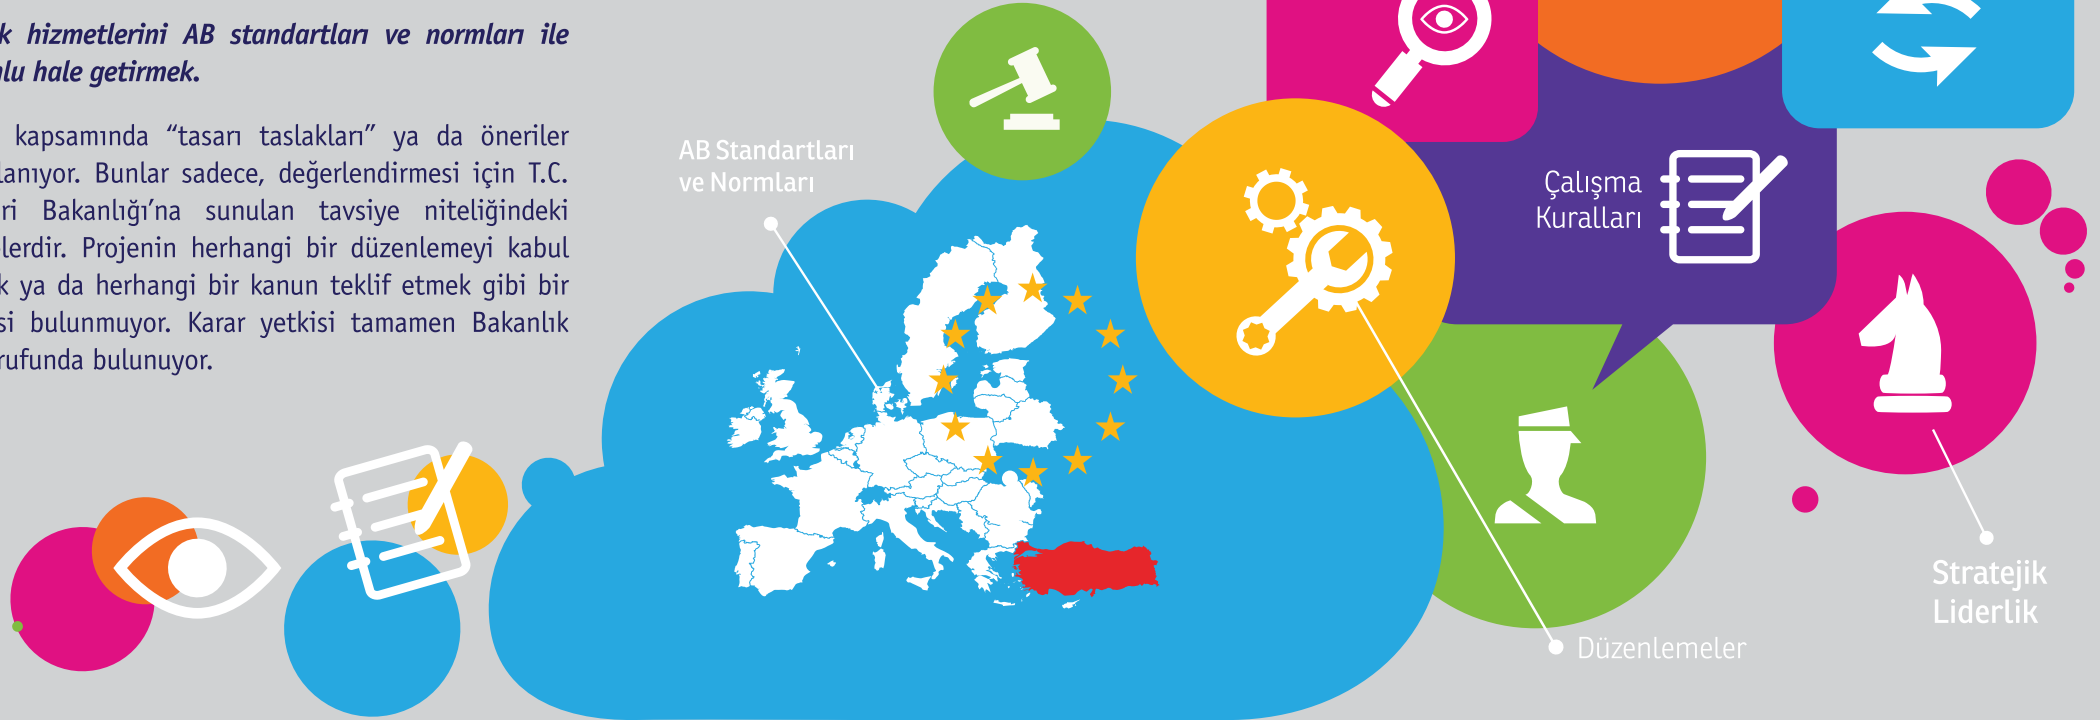 k hizmetlerini AB standartları ve normları ile
lu hale getirmek.
kapsamında “tasarı taslakları” ya da öneriler
lanıyor. Bunlar sadece, değerlendirmesi için T.C.
ri Bakanlığı’na sunulan tavsiye niteliğindeki
lerdir. Projenin herhangi bir düzenlemeyi kabul
k ya da herhangi bir kanun teklif etmek gibi bir
si bulunmuyor. Karar yetkisi tamamen Bakanlık
rufunda bulunuyor.
AB Standartları
ve Normları
Çalışma
Kuralları
Stratejik
Liderlik
Düzenlemeler